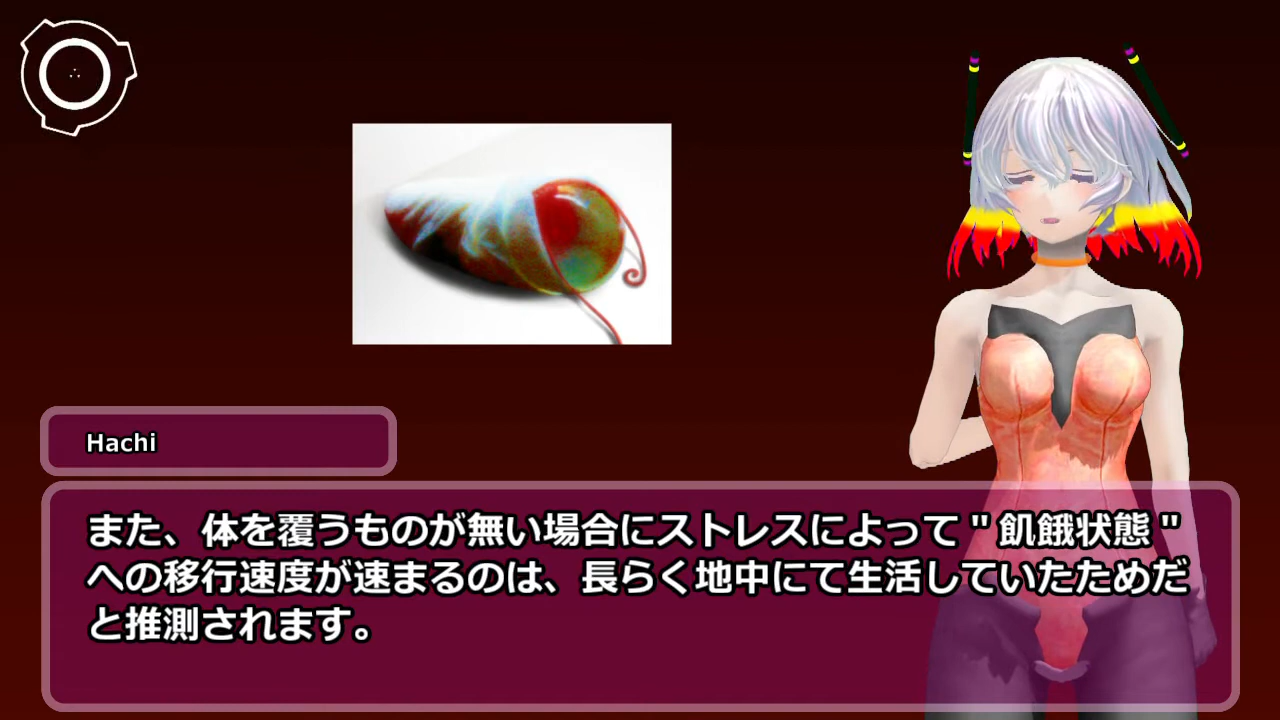 Hachi
また、体を覆うものが無い場合にストレスによって"飢餓状態"
への移行速度が速まるのは、長らく地中にて生活していたためだ
と推測されます。